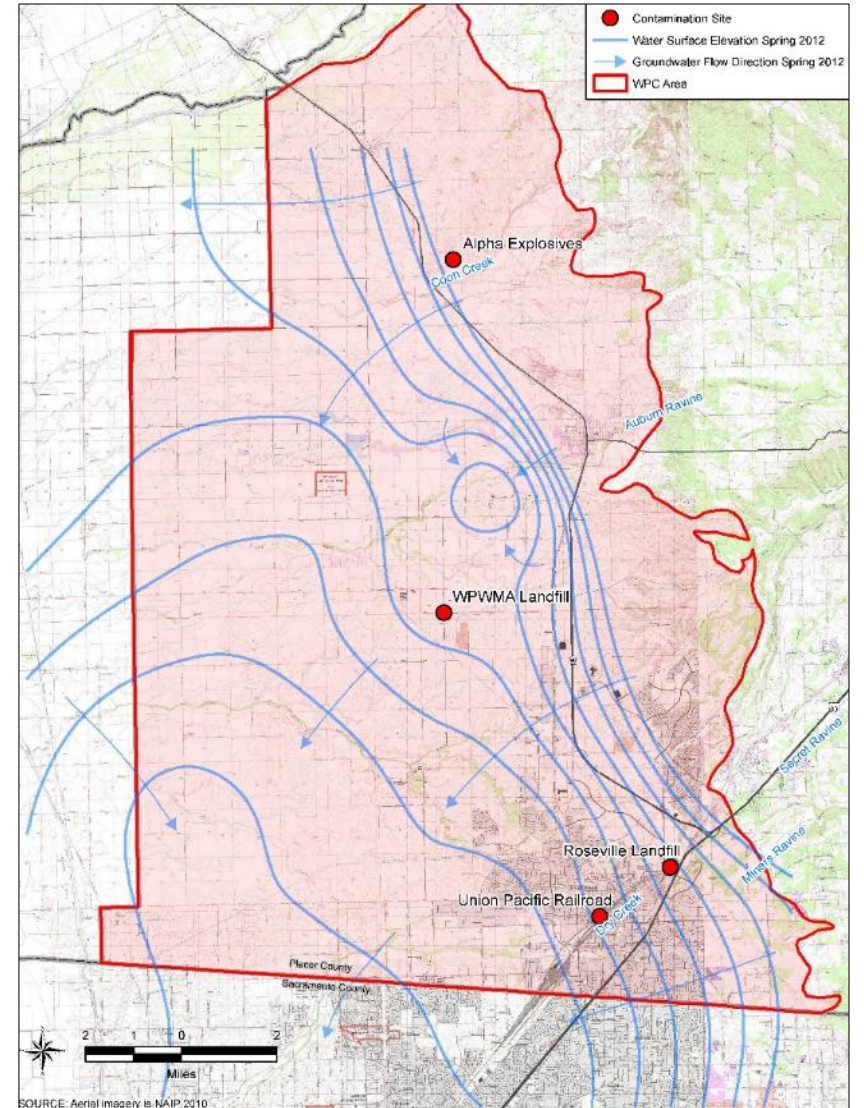 Contamination Site
Water Surface Elevation Spring 2012
Groundwater Flow Direction Spring 2012
WPC Area
Alpha Explosives
Coon Creek
Auburn Ravine
WPWMA Landfill
Secret Ravine
Roseville Landfill
Miners Ravine
Union Pacific Railroad
Dry Creek
Placer County
Sacramento County
2 0 2
Miles
SOURCE: Aerial imagery is NAIP 2010